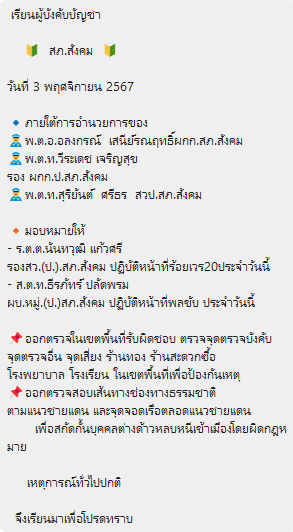 เรียนผู้บังคับบัญชา
🔰 สภ.สังคม 🔰
วันที่ 3 พฤศจิกายน 2567
🔹ภายใต้การอำนวยการของ
👮พ.ต.อ.อลงกรณ์ เสนีย์รณฤทธิ์ผกก.สภ.สังคม
👮พ.ต.ท.วีระเดช เจริญสุข
รอง ผกก.ป.สภ.สังคม
👮พ.ต.ท.สุริยันต์ ศรีธร สวป.สภ.สังคม
🔸มอบหมายให้
- ร.ต.ต.นันทวุฒิ แก้วศรี
รองสว.(ป.).สภ.สังคม ปฏิบัติหน้าที่ร้อยเวร20ประจำวันนี้
- ส.ต.ท.ธีรภัทร์ ปลัดพรม
ผบ.หมู่.(ป.)สภ.สังคม ปฏิบัติหน้าที่พลขับ ประจำวันนี้
📌ออกตรวจในเขตพื้นที่รับผิดชอบ ตรวจจุดตรวจบังคับ
จุดตรวจอื่น จุดเสี่ยง ร้านทอง ร้านสะดวกซื้อ
โรงพยาบาล โรงเรียน ในเขตพื้นที่เพื่อป้องกันเหตุ
📌ออกตรวจสอบเส้นทางช่องทางธรรมชาติ
ตามแนวชายแดน และจุดจอดเรือตลอดแนวชายแดน
เพื่อสกัดกั้นบุคคลต่างด้าวหลบหนีเข้าเมืองโดยผิดกฎห
มาย
เหตุการณ์ทั่วไปปกติ
จึงเรียนมาเพื่อโปรดทราบ